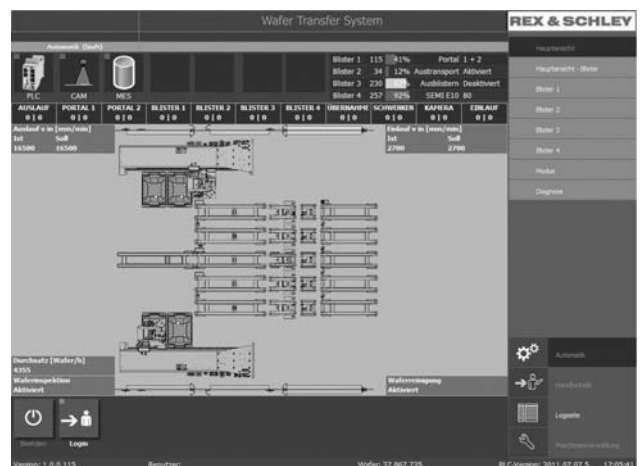 Wafer Transfer System
REX & SCHLEY
Automatik (läuft)
Hauptansicht
Hauptansicht - Blister
Blister 1
Blister 2
Blister 3
Blister 4
Modus
Diagnose
PLC
CAM
MES
Blister 1 115 41% Portal 1 + 2
Blister 2 34 12% Austransport Aktiviert
Blister 3 230 82% Ausblistern Deaktiviert
Blister 4 257 92% SEMI E10 80
AUSLAUF PORTAL 1 PORTAL 2 BLISTER 1 BLISTER 2 BLISTER 3 BLISTER 4 ÜBERNAHME SCHWENKEN KAMERA EINLAUF
0|0 0|0 0|0 0|0 0|0 0|0 0|0 0|0 0|0 0|0 0|0
Auslauf v in [mm/min]
Ist Soll
16500 16500
Einlauf v in [mm/min]
Ist Soll
2700 2700
Durchsatz [Wafer/h]
4355
Waferinspektion
Aktiviert
Waferreinigung
Aktiviert
Automatik
Handbetrieb
Logseite
Maschinenverwaltung
Beenden
Login
Version: 1.0.0.115
Benutzer:
Wafer: 37.867.725
PLC-Version: 2011.07.07.5
17:05:41